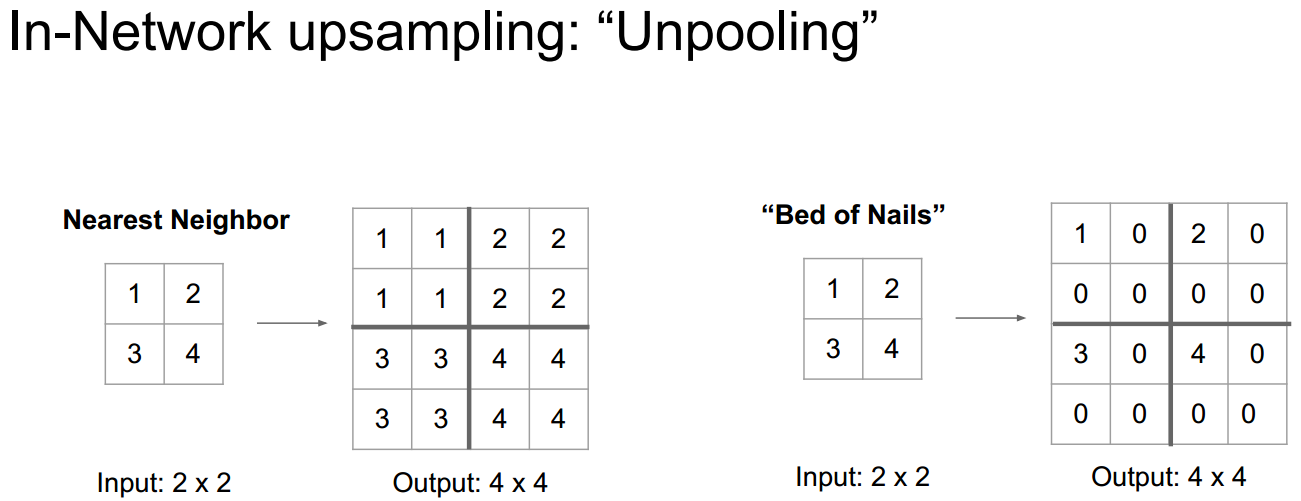 In-Network upsampling: “Unpooling”
Nearest Neighbor
1 2
3 4
Input: 2 x 2
1 1 2 2
1 1 2 2
3 3 4 4
3 3 4 4
Output: 4 x 4
“Bed of Nails”
1 2
3 4
Input: 2 x 2
1 0 2 0
0 0 0 0
3 0 4 0
0 0 0 0
Output: 4 x 4